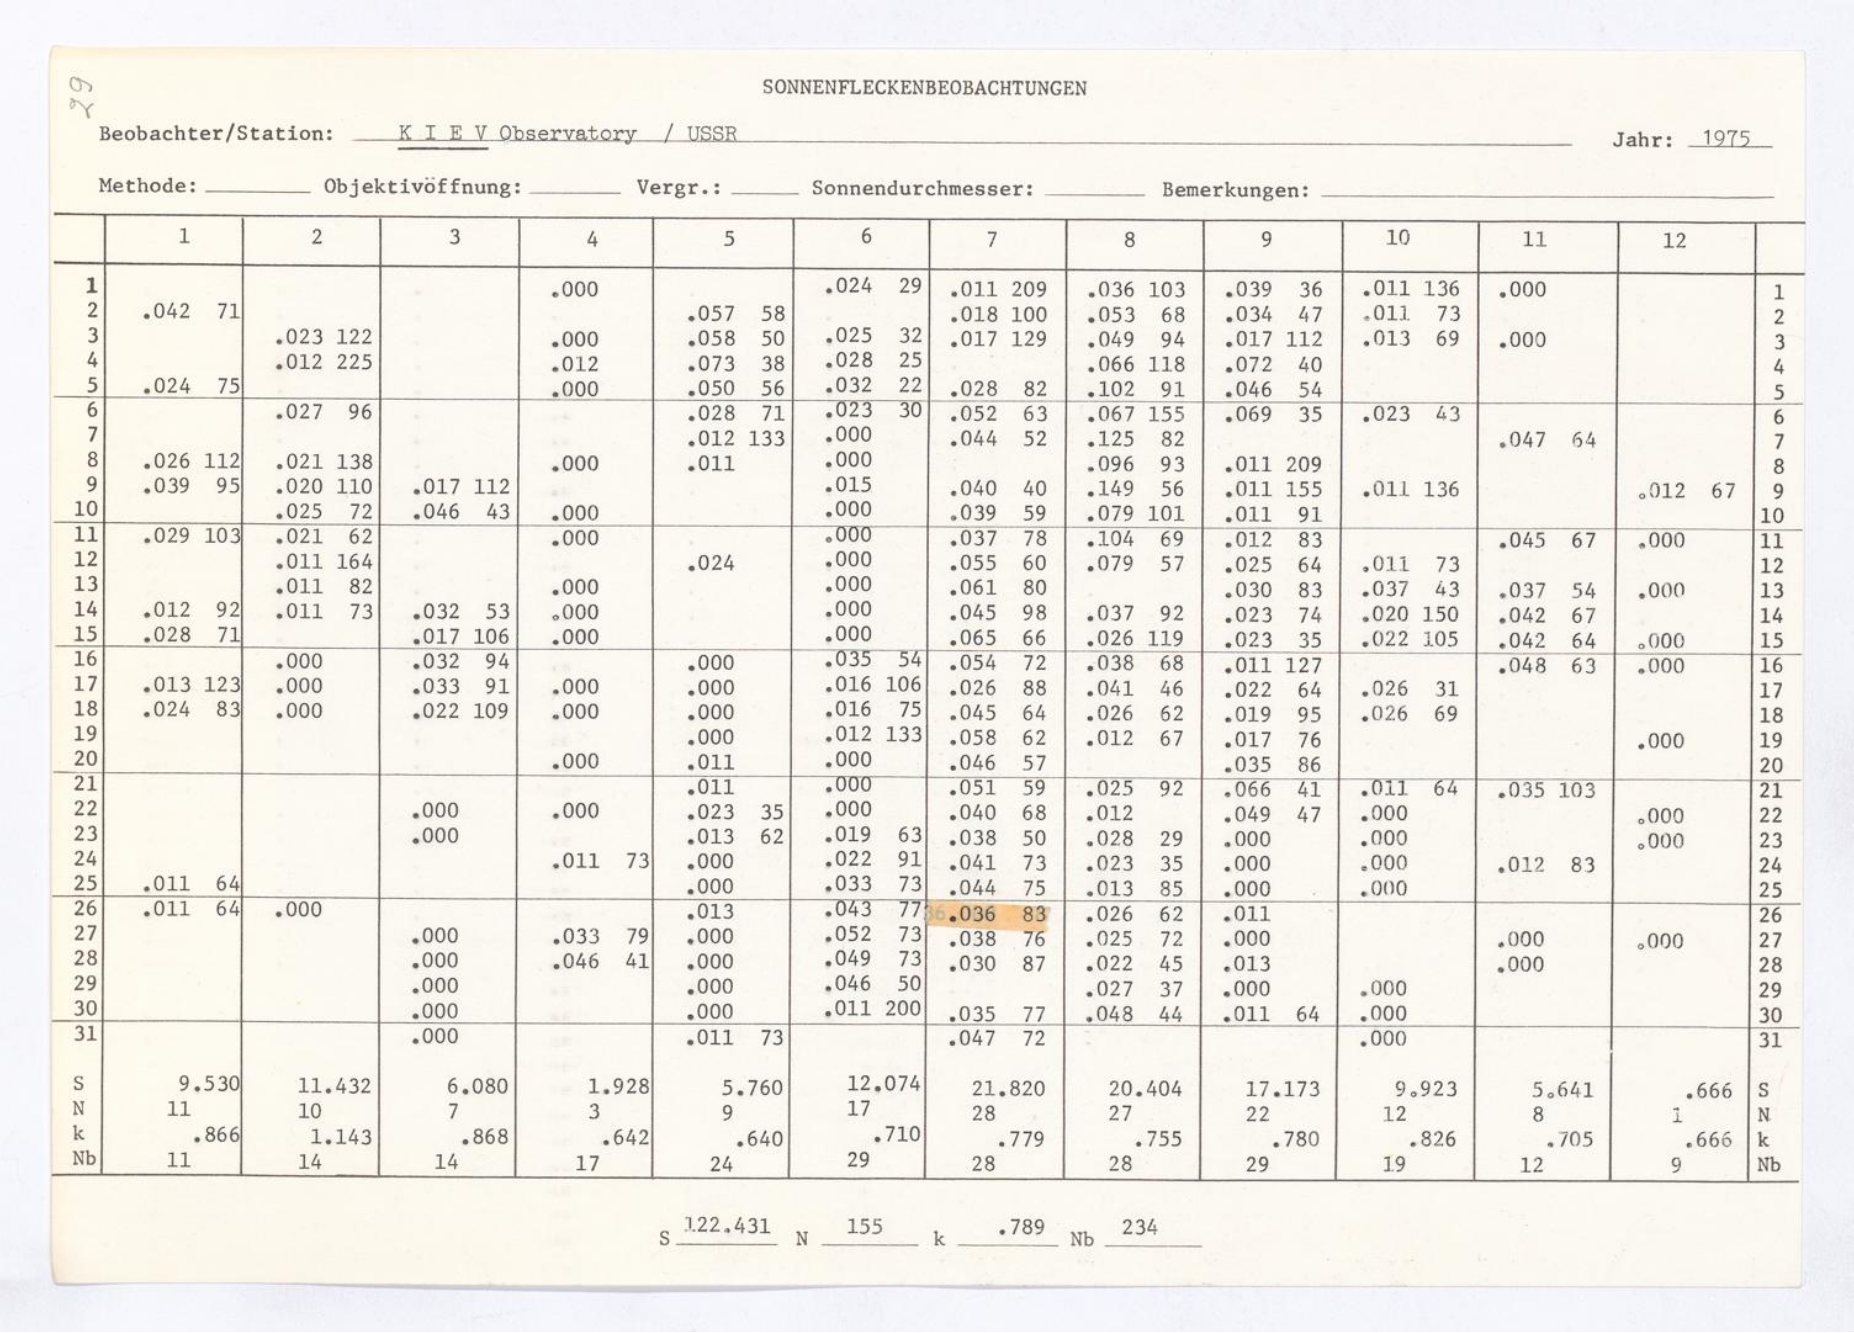 29
SONNENFLECKENBEOBACHTUNGEN
Beobachter/Station: K I E V Observatory / USSR Jahr: 1975
Methode: Objektivöffnung: Vergr.: Sonnendurchmesser: Bemerkungen:
1 2 3 4 5 6 7 8 9 10 11 12
1 .000 .024 29 .011 209 .036 103 .039 36 .011 136 .000 1
2 .042 71 .057 58 .018 100 .053 68 .034 47 .011 73 2
3 .023 122 .000 .058 50 .025 32 .017 129 .049 94 .017 112 .013 69 .000 3
4 .012 225 .012 .073 38 .028 25 .066 118 .072 40 4
5 .024 75 .000 .050 56 .032 22 .028 82 .102 91 .046 54 5
6 .027 96 .028 71 .023 30 .052 63 .067 155 .069 35 .023 43 6
7 .012 133 .000 .044 52 .125 82 .047 64 7
8 .026 112 .021 138 .000 .011 .000 .096 93 .011 209 8
9 .039 95 .020 110 .017 112 .015 .040 40 .149 56 .011 155 .011 136 .012 67 9
10 .025 72 .046 43 .000 .000 .039 59 .079 101 .011 91 10
11 .029 103 .021 62 .000 .000 .037 78 .104 69 .012 83 .045 67 .000 11
12 .011 164 .024 .000 .055 60 .079 57 .025 64 .011 73 12
13 .011 82 .000 .000 .061 80 .030 83 .037 43 .037 54 .000 13
14 .012 92 .011 73 .032 53 .000 .000 .045 98 .037 92 .023 74 .020 150 .042 67 14
15 .028 71 .017 106 .000 .000 .065 66 .026 119 .023 35 .022 105 .042 64 .000 15
16 .000 .032 94 .000 .035 54 .054 72 .038 68 .011 127 .048 63 .000 16
17 .013 123 .000 .033 91 .000 .000 .016 106 .026 88 .041 46 .022 64 .026 31 17
18 .024 83 .000 .022 109 .000 .000 .016 75 .045 64 .026 62 .019 95 .026 69 18
19 .000 .012 133 .058 62 .012 67 .017 76 .000 19
20 .000 .011 .000 .046 57 .035 86 20
21 .011 .000 .051 59 .025 92 .066 41 .011 64 .035 103 21
22 .000 .000 .023 35 .000 .040 68 .012 .049 47 .000 .000 22
23 .000 .013 62 .019 63 .038 50 .028 29 .000 .000 .000 23
24 .011 73 .000 .022 91 .041 73 .023 35 .000 .000 .012 83 24
25 .011 64 .000 .033 73 .044 75 .013 85 .000 .000 25
26 .011 64 .000 .013 .043 77 .036 83 .026 62 .011 26
27 .000 .033 79 .000 .052 73 .038 76 .025 72 .000 .000 .000 27
28 .000 .046 41 .000 .049 73 .030 87 .022 45 .013 .000 28
29 .000 .000 .046 50 .027 37 .000 .000 29
30 .000 .000 .011 200 .035 77 .048 44 .011 64 .000 30
31 .000 .011 73 .047 72 .000 31
S 9.530 11.432 6.080 1.928 5.760 12.074 21.820 20.404 17.173 9.923 5.641 .666 S
N 11 10 7 3 9 17 28 27 22 12 8 1 N
k .866 1.143 .868 .642 .640 .710 .779 .755 .780 .826 .705 .666 k
Nb 11 14 14 17 24 29 28 28 29 19 12 9 Nb
S 122.431 N 155 k .789 Nb 234